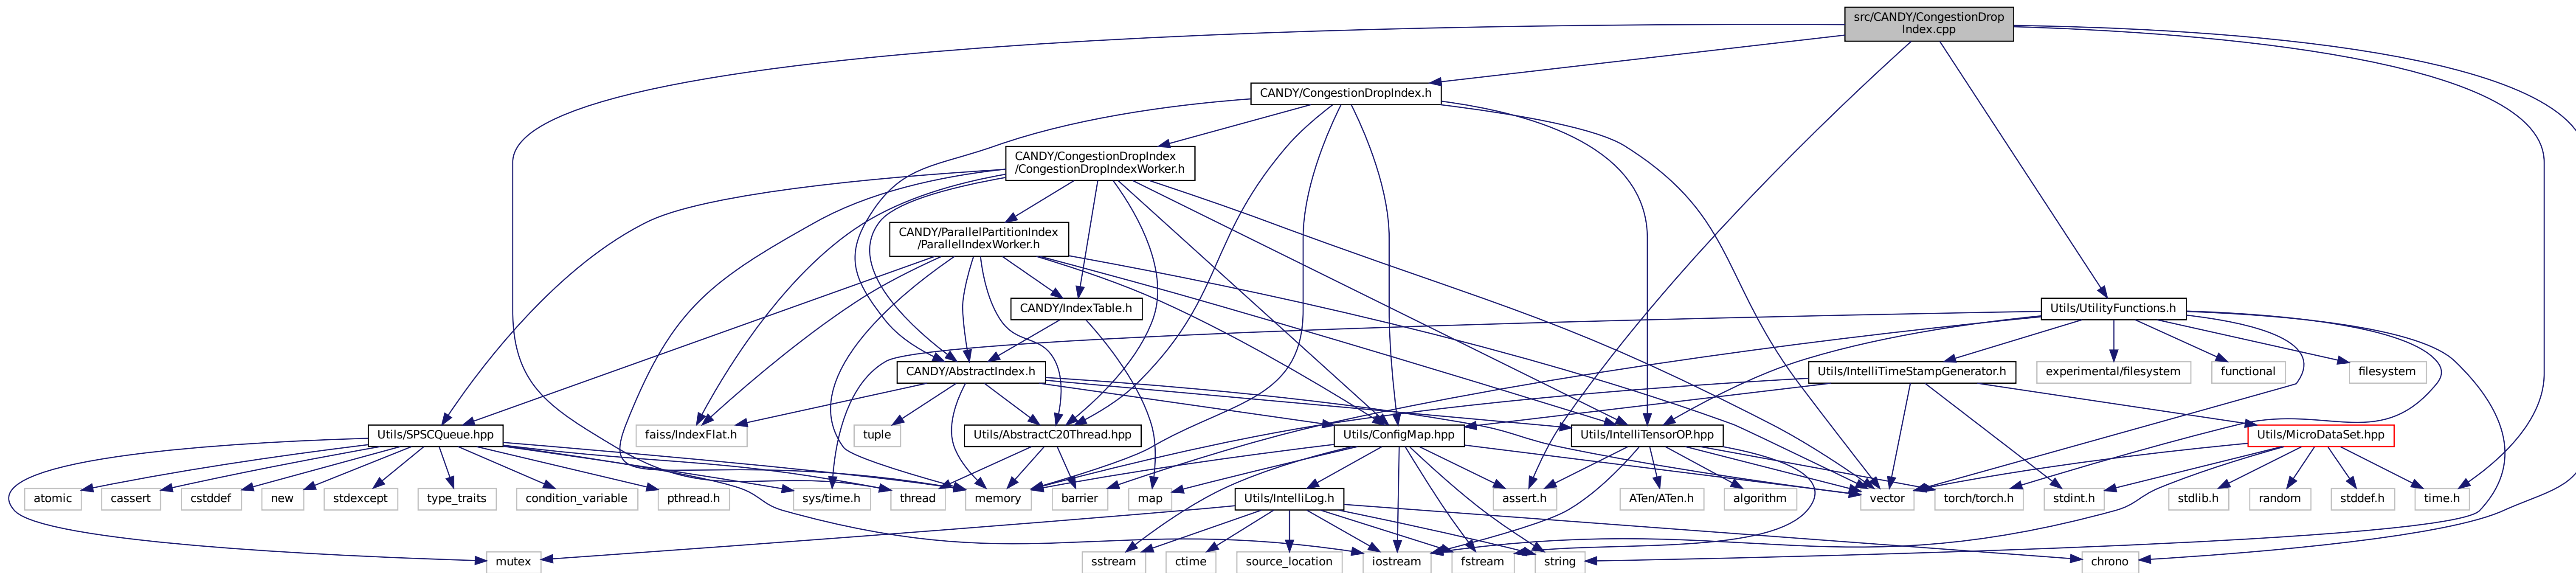 src/CANDY/CongestionDrop
Index.cpp
CANDY/CongestionDropIndex.h
CANDY/CongestionDropIndex
/CongestionDropIndexWorker.h
CANDY/ParallelPartitionIndex
/ParallelIndexWorker.h
CANDY/IndexTable.h
Utils/UtilityFunctions.h
CANDY/AbstractIndex.h
Utils/IntelliTimeStampGenerator.h
experimental/filesystem
functional
filesystem
Utils/SPSCQueue.hpp
faiss/IndexFlat.h
tuple
Utils/AbstractC20Thread.hpp
Utils/ConfigMap.hpp
Utils/IntelliTensorOP.hpp
Utils/MicroDataSet.hpp
atomic
cassert
cstddef
new
stdexcept
type_traits
condition_variable
pthread.h
sys/time.h
thread
memory
barrier
map
Utils/IntelliLog.h
assert.h
ATen/ATen.h
algorithm
vector
torch/torch.h
stdint.h
stdlib.h
random
stddef.h
time.h
mutex
sstream
ctime
source_location
iostream
fstream
string
chrono